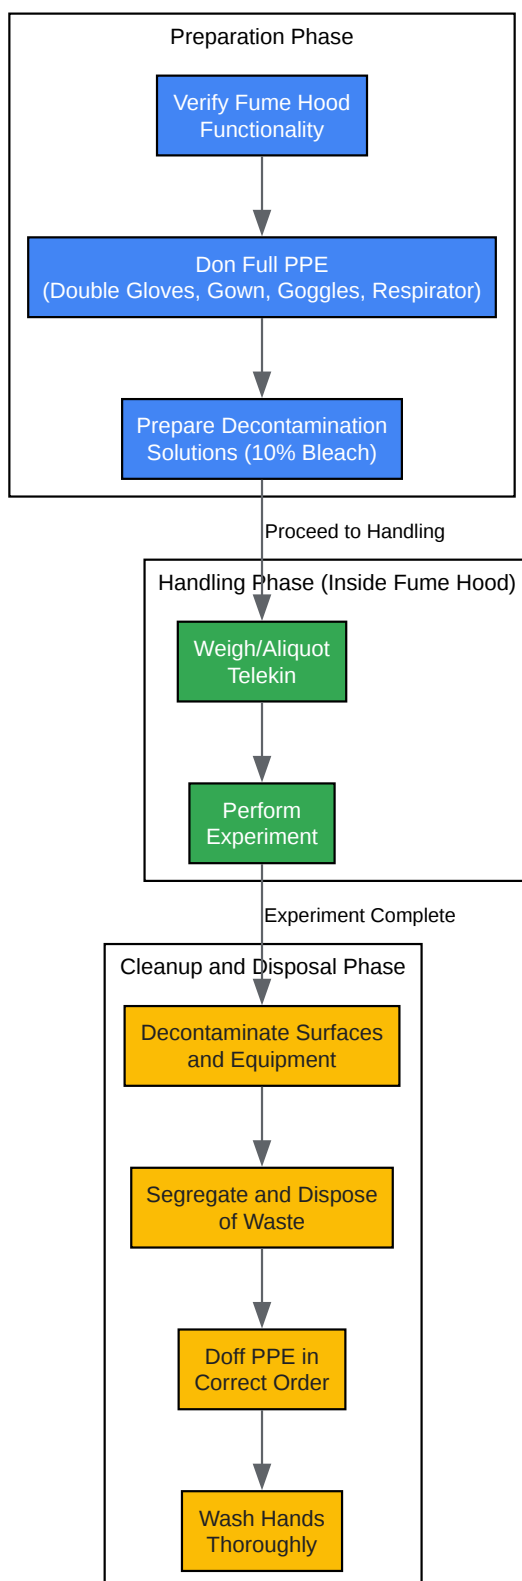 Preparation Phase
Verify Fume Hood
Functionality
Don Full PPE
(Double Gloves, Gown, Goggles, Respirator)
Prepare Decontamination
Solutions (10% Bleach)
Proceed to Handling
Handling Phase (Inside Fume Hood)
Weigh/Aliquot
Telekin
Perform
Experiment
Experiment Complete
Cleanup and Disposal Phase
Decontaminate Surfaces
and Equipment
Segregate and Dispose
of Waste
Doff PPE in
Correct Order
Wash Hands
Thoroughly